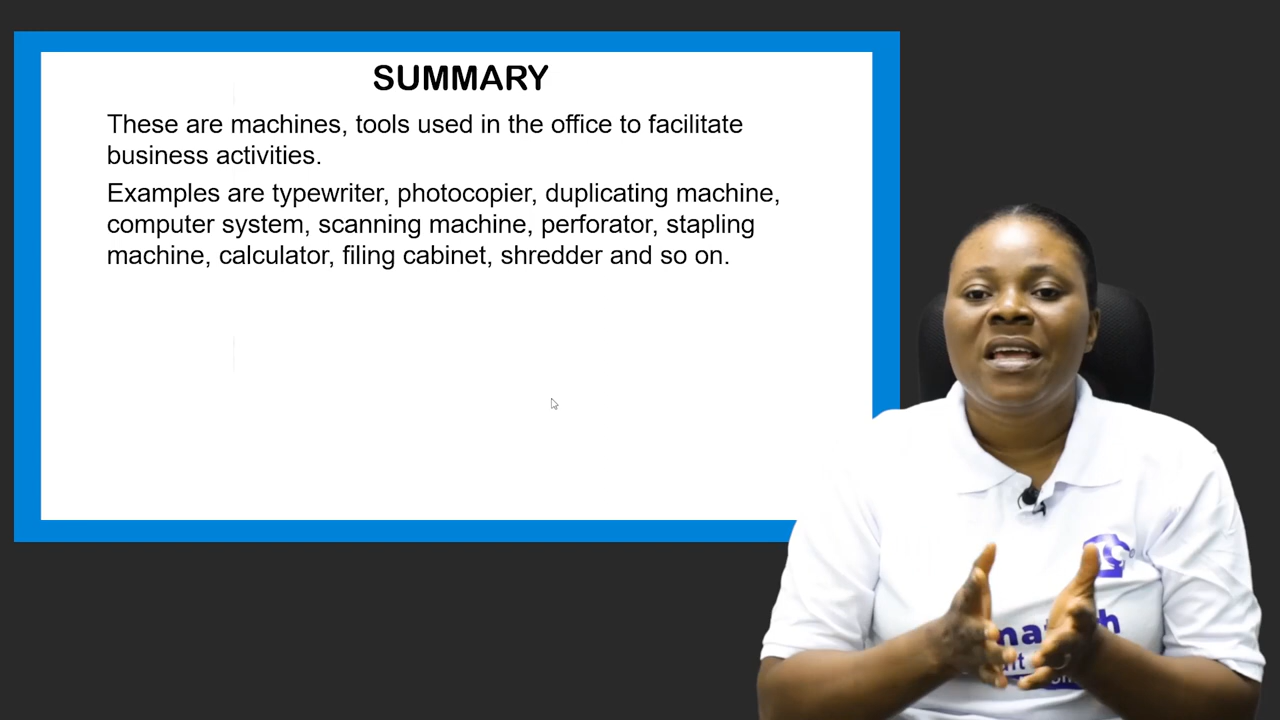 SUMMARY
These are machines, tools used in the office to facilitate
business activities.
Examples are typewriter, photocopier, duplicating machine,
computer system, scanning machine, perforator, stapling
machine, calculator, filing cabinet, shredder and so on.